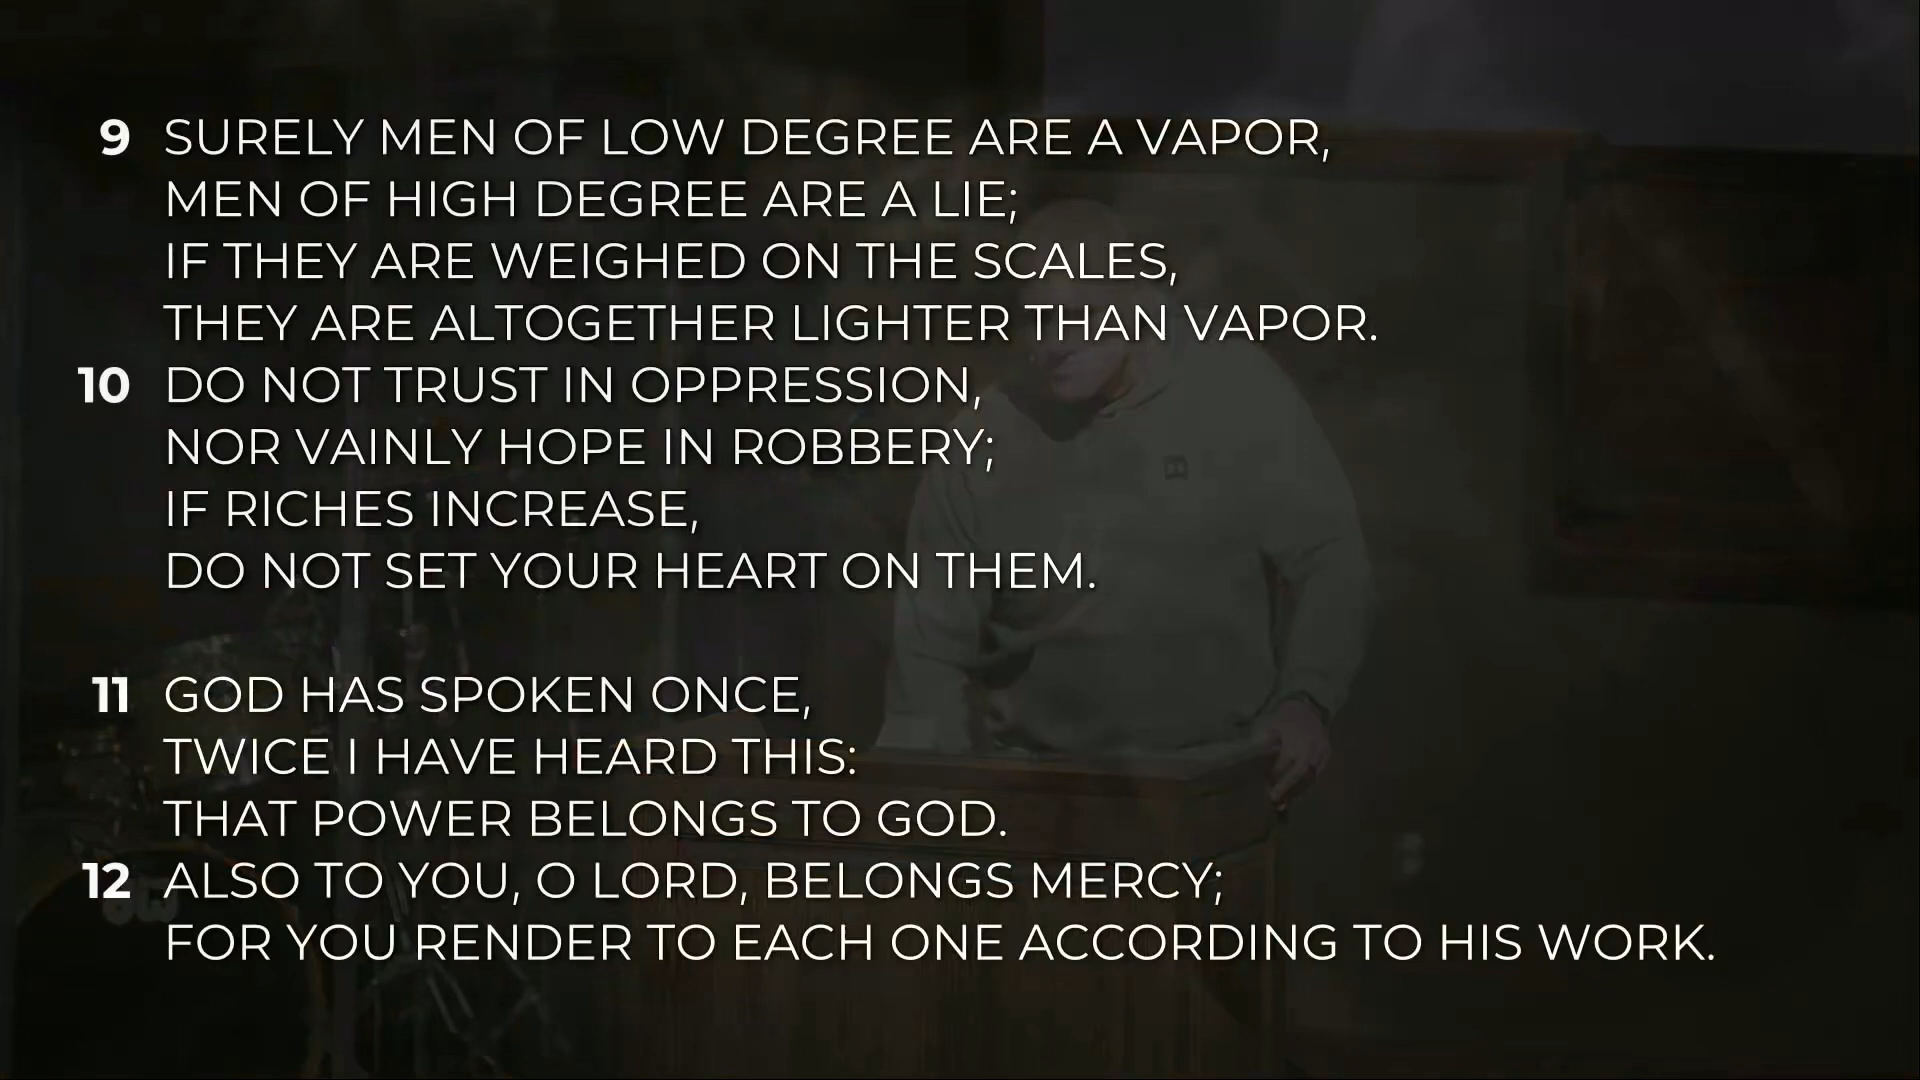 9 SURELY MEN OF LOW DEGREE ARE A VAPOR,
MEN OF HIGH DEGREE ARE A LIE;
IF THEY ARE WEIGHED ON THE SCALES,
THEY ARE ALTOGETHER LIGHTER THAN VAPOR.
10 DO NOT TRUST IN OPPRESSION,
NOR VAINLY HOPE IN ROBBERY;
IF RICHES INCREASE,
DO NOT SET YOUR HEART ON THEM.
11 GOD HAS SPOKEN ONCE,
TWICE I HAVE HEARD THIS:
THAT POWER BELONGS TO GOD.
12 ALSO TO YOU, O LORD, BELONGS MERCY;
FOR YOU RENDER TO EACH ONE ACCORDING TO HIS WORK.